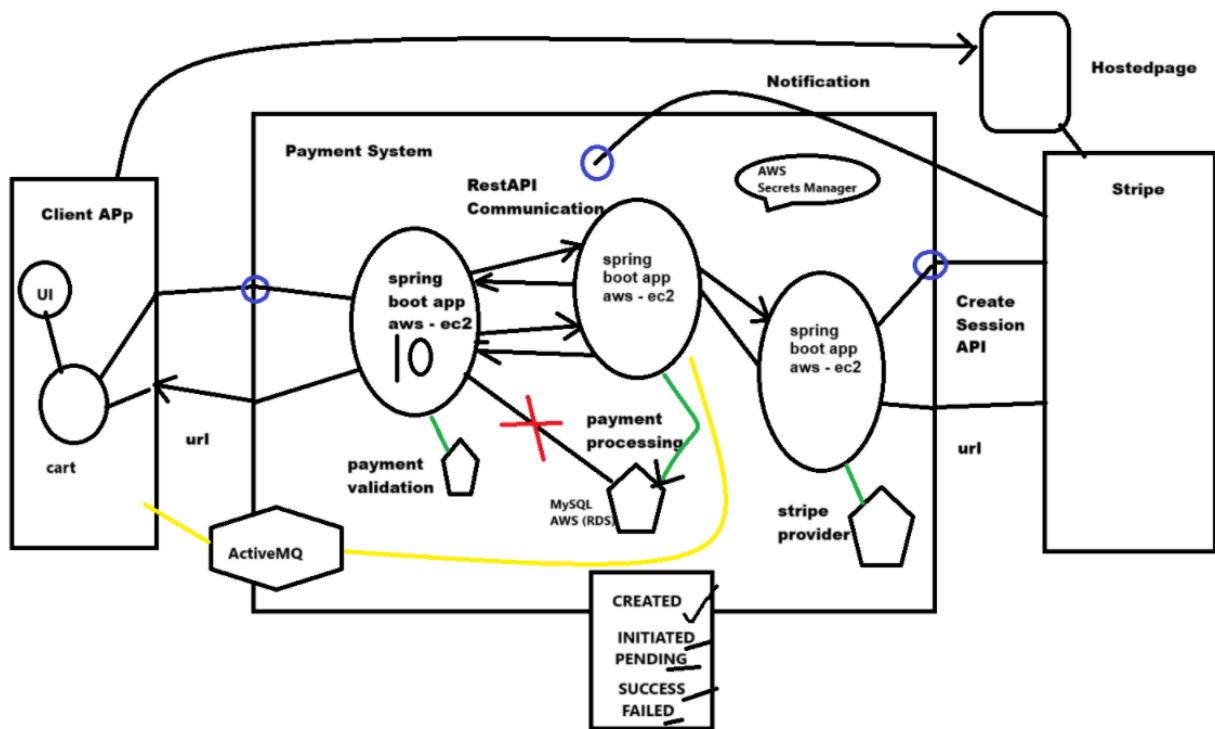 Hostedpage
Notification
Payment System
AWS
Secrets Manager
Client APp
RestAPI
Communication
Stripe
UI
spring
boot app
aws - ec2
10
spring
boot app
aws - ec2
spring
boot app
aws - ec2
Create
Session
API
url
cart
payment
validation
payment
processing
MySQL
AWS (RDS)
stripe
provider
url
ActiveMQ
CREATED
INITIATED
PENDING
SUCCESS
FAILED